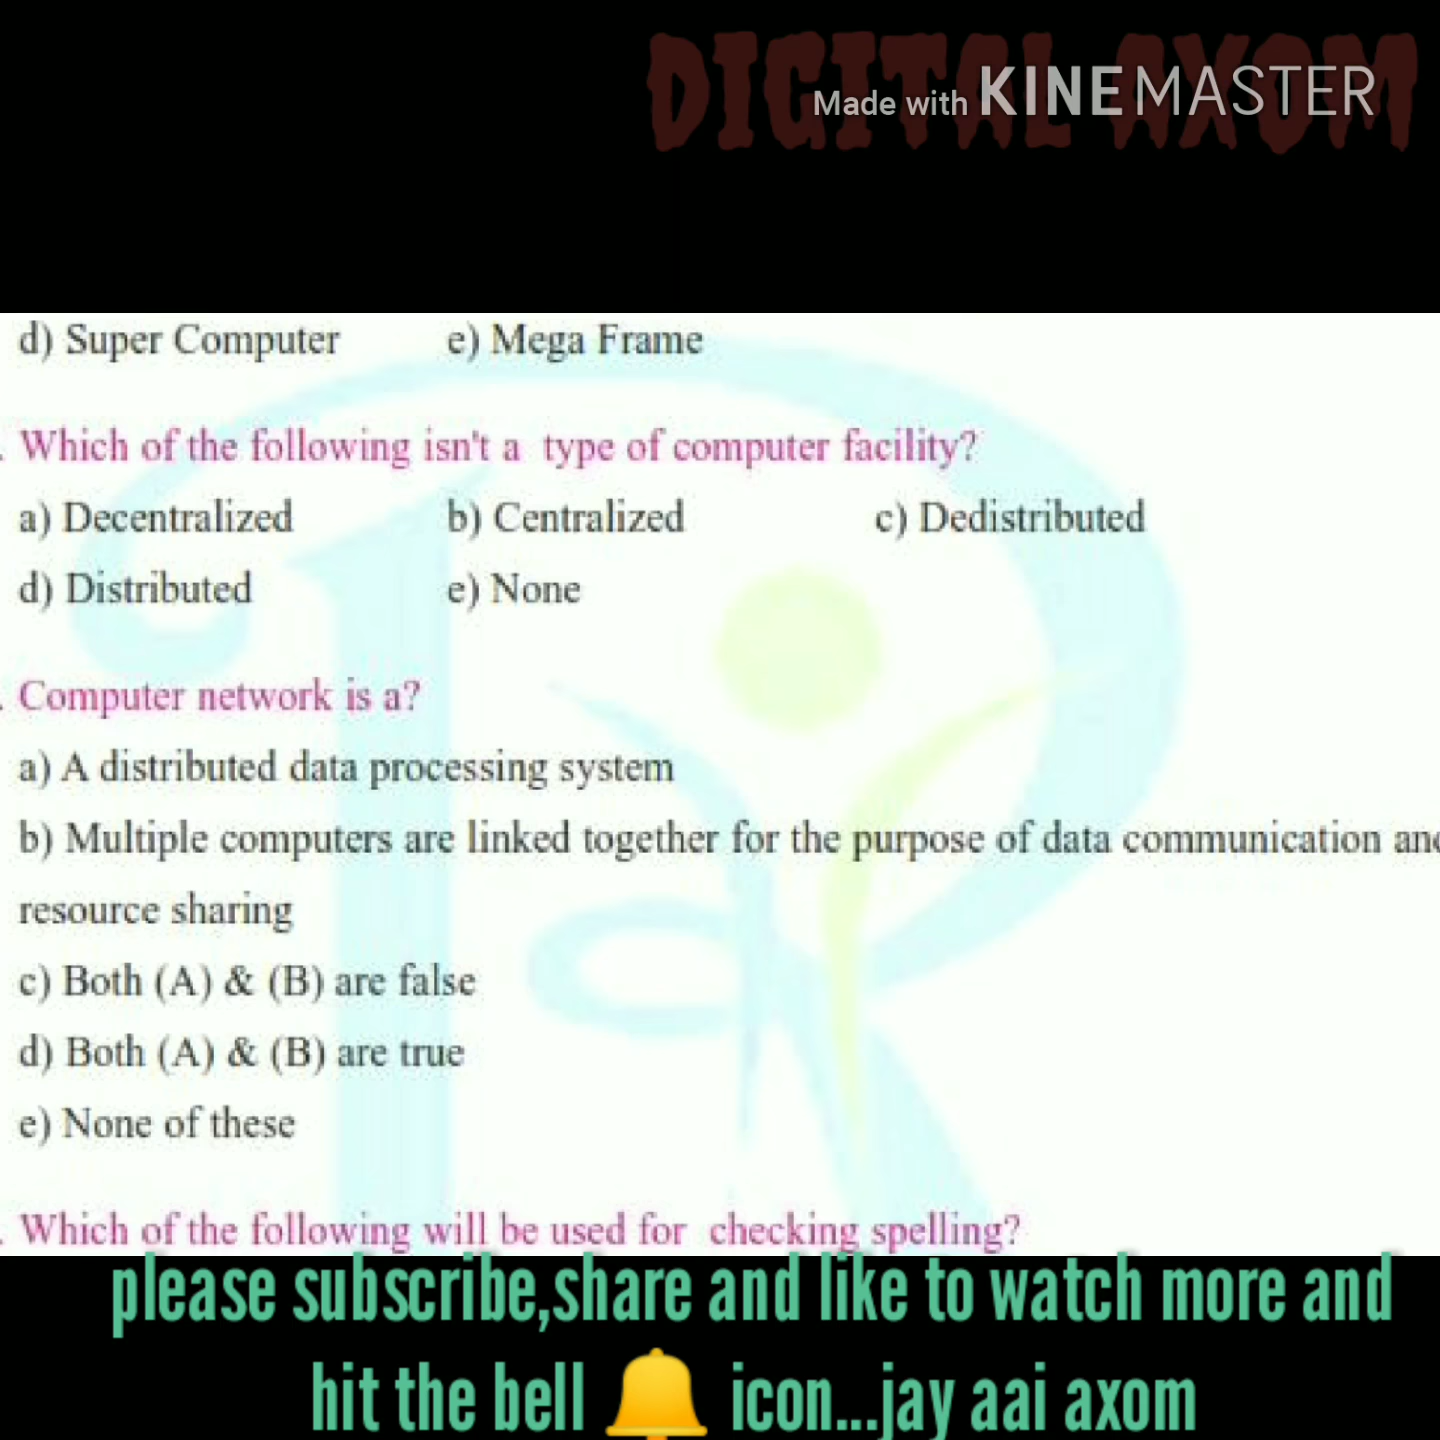 DIGITAL AXOM
Made with KINEMASTER
d) Super Computer e) Mega Frame
. Which of the following isn't a type of computer facility?
a) Decentralized b) Centralized c) Dedistributed
d) Distributed e) None
. Computer network is a?
a) A distributed data processing system
b) Multiple computers are linked together for the purpose of data communication and
resource sharing
c) Both (A) & (B) are false
d) Both (A) & (B) are true
e) None of these
. Which of the following will be used for checking spelling?
please subscribe,share and like to watch more and
hit the bell 🔔 icon...jay aai axom